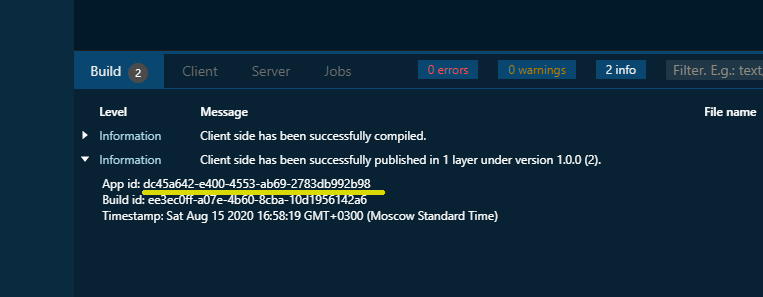 Build 2 Client Server Jobs 0 errors 0 warnings 2 info Filter. E.g.: text,
Level Message File name
Information Client side has been successfully compiled.
Information Client side has been successfully published in 1 layer under version 1.0.0 (2).
App id: dc45a642-e400-4553-ab69-2783db992b98
Build id: ee3ec0ff-a07e-4b60-8cba-10d1956142a6
Timestamp: Sat Aug 15 2020 16:58:19 GMT+0300 (Moscow Standard Time)